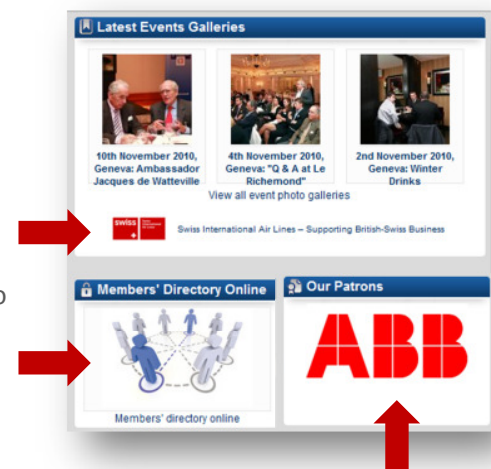 Latest Events Galleries
10th November 2010,
Geneva: Ambassador
Jacques de Watteville
4th November 2010,
Geneva: "Q & A at Le
Richemond"
2nd November 2010,
Geneva: Winter
Drinks
View all event photo galleries
swiss
Swiss International Air Lines – Supporting British-Swiss Business
Members' Directory Online
Members' directory online
Our Patrons
ABB